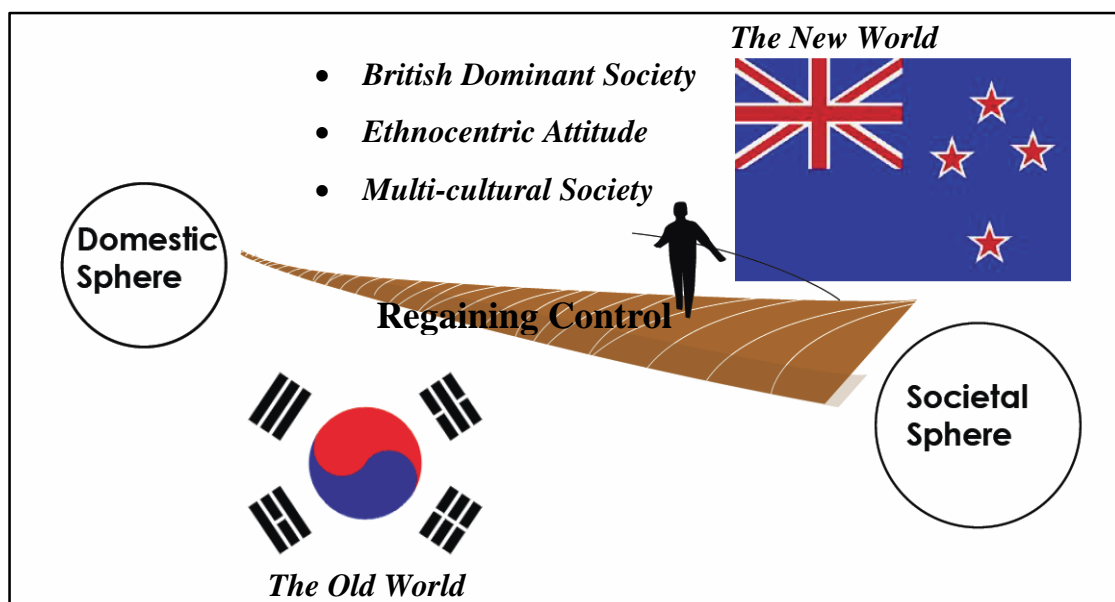 The New World
• British Dominant Society
• Ethnocentric Attitude
• Multi-cultural Society
Domestic
Sphere
Regaining Control
Societal
Sphere
The Old World